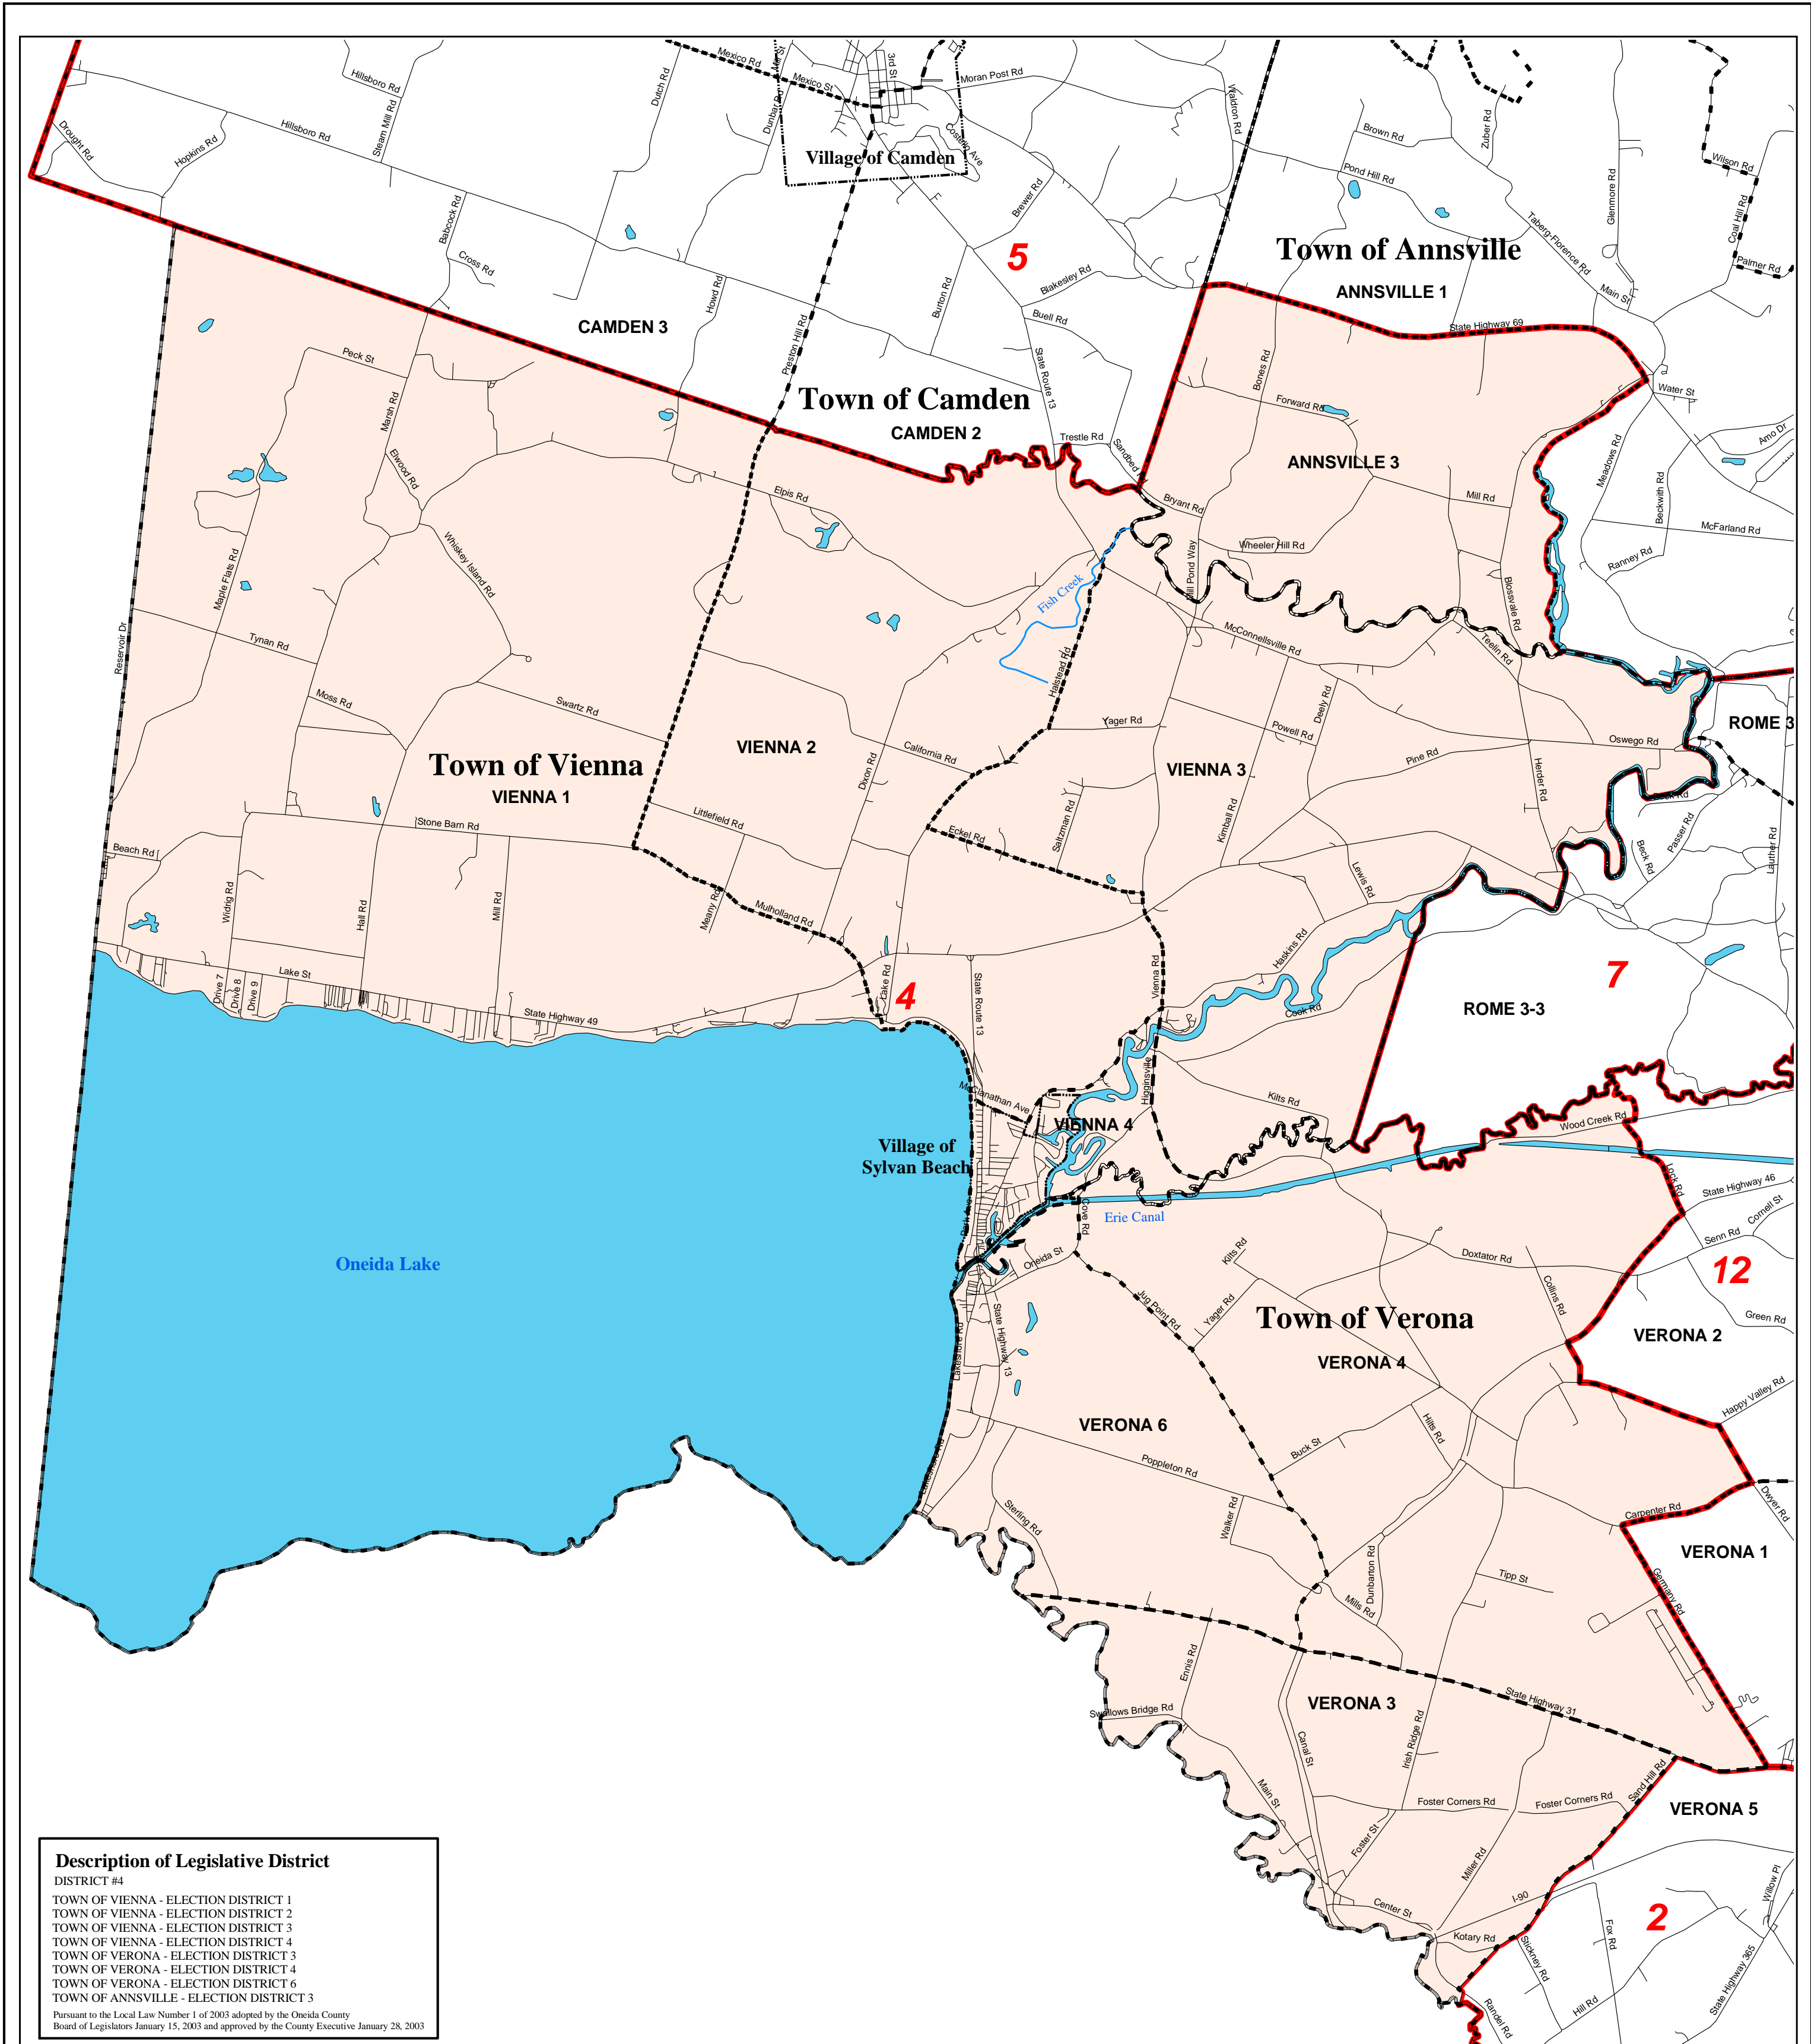 Mexico Rd
Mill St
Mexico St
3rd St
Moran Post Rd
Hillsboro Rd
Steam Mill Rd
Dutch Rd
Dunbar Rd
Waldron Rd
Brown Rd
Zuber Rd
Glenmore Rd
Wilson Rd
Coal Hill Rd
Palmer Rd
Drought Rd
Hopkins Rd
Hillsboro Rd
Costello Ave
Village of Camden
Brewer Rd
Pond Hill Rd
Taberg-Florence Rd
Babcock Rd
Cross Rd
5
Town of Annsville
ANNSVILLE 1
Main St
Howd Rd
Burton Rd
Blakesley Rd
Buell Rd
State Highway 69
CAMDEN 3
Preston Hill Rd
State Route 13
Peck St
Bones Rd
Town of Camden
CAMDEN 2
Forward Rd
Water St
Marsh Rd
Trestle Rd
Sandbed
Amo Dr
Meadows Rd
Beckwith Rd
Elwood Rd
ANNSVILLE 3
Elpis Rd
Bryant Rd
Mill Rd
McFarland Rd
Whiskey Island Rd
Wheeler Hill Rd
Ranney Rd
Maple Flats Rd
Mill Pond Way
Fish Creek
Blossvale Rd
Reservoir Dr
Tynan Rd
McConnellsville Rd
Teelin Rd
Halstead Rd
Moss Rd
Swartz Rd
Deely Rd
Yager Rd
Powell Rd
ROME 3
Oswego Rd
VIENNA 2
California Rd
Pine Rd
Town of Vienna
VIENNA 1
Dixon Rd
VIENNA 3
Herder Rd
Littlefield Rd
Saltzman Rd
Kimball Rd
Stone Barn Rd
Eckel Rd
Passer Rd
Lauther Rd
Beach Rd
Beck Rd
Widrig Rd
Hall Rd
Mill Rd
Meany Rd
Mulholland Rd
Lewis Rd
Haskins Rd
Lake St
Drive 7
Drive 8
Drive 9
Lake Rd
4
State Route 13
Vienna Rd
7
State Highway 49
Cook Rd
ROME 3-3
McClanathan Ave
Higginsville
Kilts Rd
VIENNA 4
Wood Creek Rd
Village of
Sylvan Beach
Lock Rd
State Highway 46
Park Ave
Cove Rd
Erie Canal
Cornell St
Senn Rd
Oneida Lake
Oneida St
Kilts Rd
Doxtator Rd
12
Collins Rd
Jug Point Rd
Yager Rd
Town of Verona
Green Rd
VERONA 2
Lakeshore Rd
State Highway 13
VERONA 4
Happy Valley Rd
VERONA 6
Hilts Rd
Buck St
Lakeshore Rd
Poppleton Rd
Sterling Rd
Walker Rd
Carpenter Rd
Dwyer Rd
VERONA 1
Dunbarton Rd
Tipp St
Germany Rd
Mills Rd
Ennis Rd
VERONA 3
State Highway 31
Swallows Bridge Rd
Canal St
Irish Ridge Rd
Sand Hill Rd
Main St
Foster Corners Rd
Foster Corners Rd
VERONA 5
Foster St
Miller Rd
Willow Pl
I-90
Center St
2
Kotary Rd
Fox Rd
Stickney Rd
State Highway 365
Hill Rd
Randel Rd
Description of Legislative District
DISTRICT #4
TOWN OF VIENNA - ELECTION DISTRICT 1
TOWN OF VIENNA - ELECTION DISTRICT 2
TOWN OF VIENNA - ELECTION DISTRICT 3
TOWN OF VIENNA - ELECTION DISTRICT 4
TOWN OF VERONA - ELECTION DISTRICT 3
TOWN OF VERONA - ELECTION DISTRICT 4
TOWN OF VERONA - ELECTION DISTRICT 6
TOWN OF ANNSVILLE - ELECTION DISTRICT 3
Pursuant to the Local Law Number 1 of 2003 adopted by the Oneida County
Board of Legislators January 15, 2003 and approved by the County Executive January 28, 2003